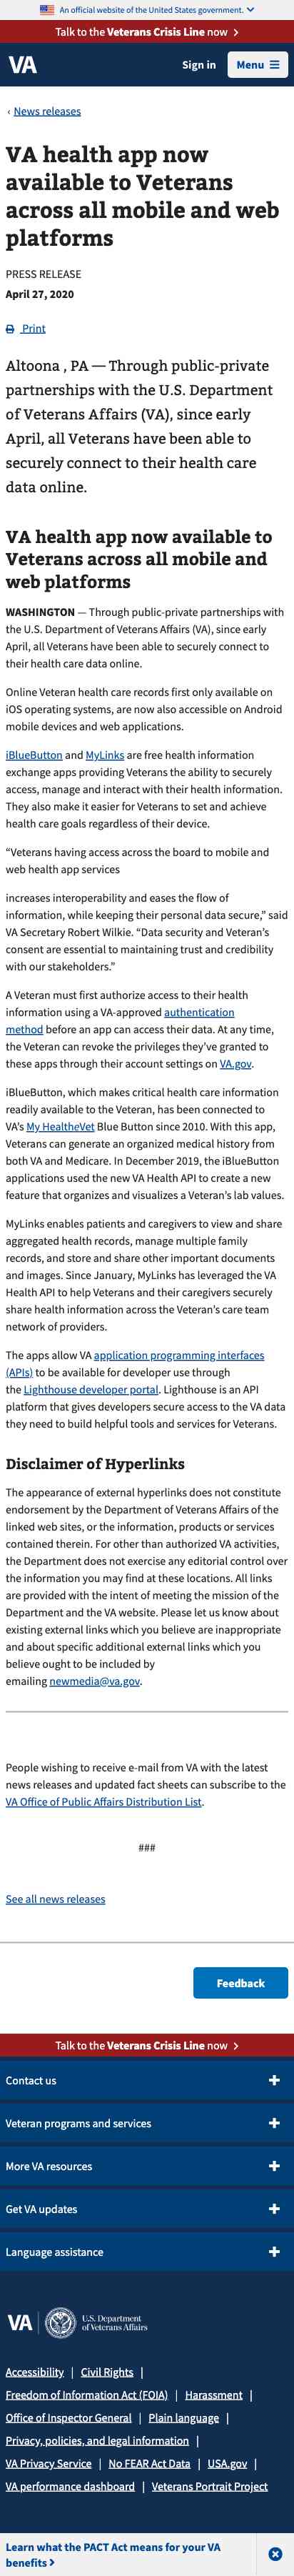 An official website of the United States government.
Talk to the Veterans Crisis Line now
VA
Sign in
Menu
‹ News releases
VA health app now
available to Veterans
across all mobile and web
platforms
PRESS RELEASE
April 27, 2020
Print
Altoona , PA — Through public-private
partnerships with the U.S. Department
of Veterans Affairs (VA), since early
April, all Veterans have been able to
securely connect to their health care
data online.
VA health app now available to
Veterans across all mobile and
web platforms
WASHINGTON — Through public-private partnerships with
the U.S. Department of Veterans Affairs (VA), since early
April, all Veterans have been able to securely connect to
their health care data online.
Online Veteran health care records first only available on
iOS operating systems, are now also accessible on Android
mobile devices and web applications.
iBlueButton and MyLinks are free health information
exchange apps providing Veterans the ability to securely
access, manage and interact with their health information.
They also make it easier for Veterans to set and achieve
health care goals regardless of their device.
“Veterans having access across the board to mobile and
web health app services
increases interoperability and eases the flow of
information, while keeping their personal data secure,” said
VA Secretary Robert Wilkie. “Data security and Veteran’s
consent are essential to maintaining trust and credibility
with stakeholders.”
A Veteran must first authorize access to their health
information using a VA-approved authentication
method before an app can access their data. At any time,
the Veteran can revoke the privileges they’ve granted to
these apps through their account settings on VA.gov.
iBlueButton, which makes critical health care information
readily available to the Veteran, has been connected to
VA’s My HealtheVet Blue Button since 2010. With this app,
Veterans can generate an organized medical history from
both VA and Medicare. In December 2019, the iBlueButton
applications used the new VA Health API to create a new
feature that organizes and visualizes a Veteran’s lab values.
MyLinks enables patients and caregivers to view and share
aggregated health records, manage multiple family
records, and store and share other important documents
and images. Since January, MyLinks has leveraged the VA
Health API to help Veterans and their caregivers securely
share health information across the Veteran’s care team
network of providers.
The apps allow VA application programming interfaces
(APIs) to be available for developer use through
the Lighthouse developer portal. Lighthouse is an API
platform that gives developers secure access to the VA data
they need to build helpful tools and services for Veterans.
Disclaimer of Hyperlinks
The appearance of external hyperlinks does not constitute
endorsement by the Department of Veterans Affairs of the
linked web sites, or the information, products or services
contained therein. For other than authorized VA activities,
the Department does not exercise any editorial control over
the information you may find at these locations. All links
are provided with the intent of meeting the mission of the
Department and the VA website. Please let us know about
existing external links which you believe are inappropriate
and about specific additional external links which you
believe ought to be included by
emailing newmedia@va.gov.
People wishing to receive e-mail from VA with the latest
news releases and updated fact sheets can subscribe to the
VA Office of Public Affairs Distribution List.
###
See all news releases
Feedback
Talk to the Veterans Crisis Line now
Contact us
Veteran programs and services
More VA resources
Get VA updates
Language assistance
VA
U.S. Department
of Veterans Affairs
Accessibility | Civil Rights |
Freedom of Information Act (FOIA) | Harassment |
Office of Inspector General | Plain language |
Privacy, policies, and legal information |
VA Privacy Service | No FEAR Act Data | USA.gov |
VA performance dashboard | Veterans Portrait Project
Learn what the PACT Act means for your VA
benefits